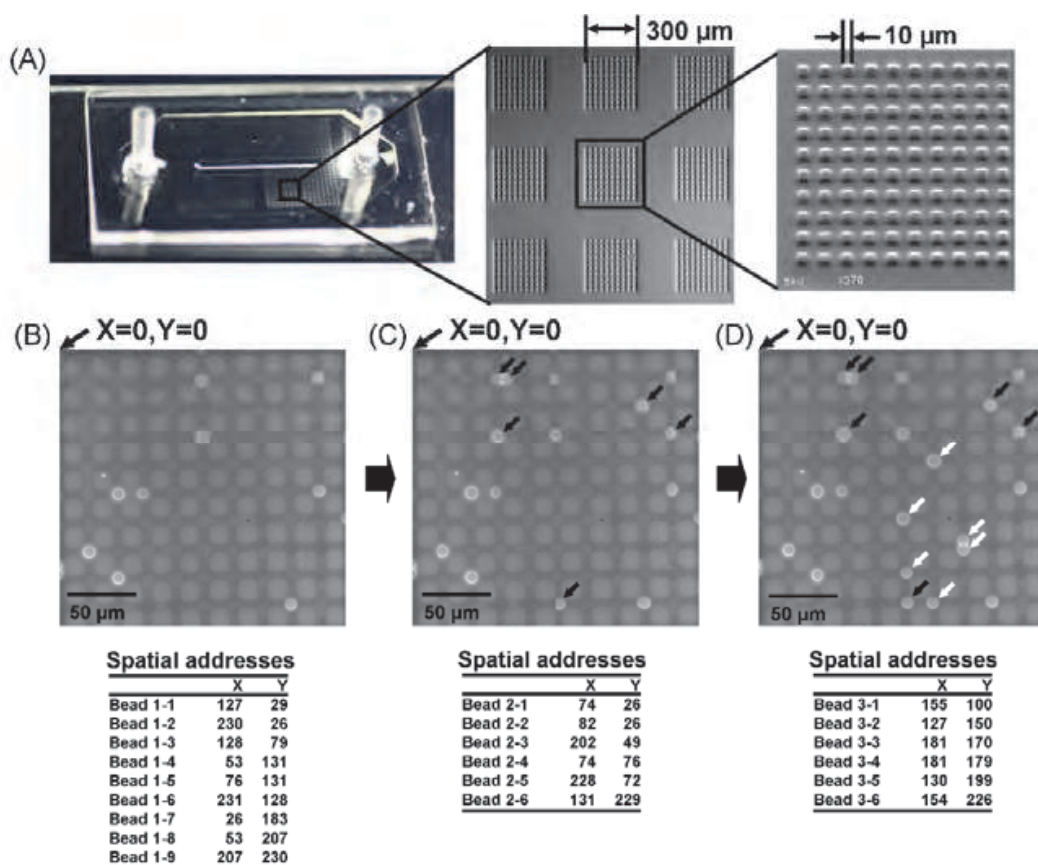 (A)
300 µm
10 µm
X370
(B) X=0,Y=0
(C) X=0,Y=0
(D) X=0,Y=0
50 µm
50 µm
50 µm
Spatial addresses
X Y
Bead 1-1 127 29
Bead 1-2 230 26
Bead 1-3 128 79
Bead 1-4 53 131
Bead 1-5 76 131
Bead 1-6 231 128
Bead 1-7 26 183
Bead 1-8 53 207
Bead 1-9 207 230
Spatial addresses
X Y
Bead 2-1 74 26
Bead 2-2 82 26
Bead 2-3 202 49
Bead 2-4 74 76
Bead 2-5 228 72
Bead 2-6 131 229
Spatial addresses
X Y
Bead 3-1 155 100
Bead 3-2 127 150
Bead 3-3 181 170
Bead 3-4 181 179
Bead 3-5 130 199
Bead 3-6 154 226